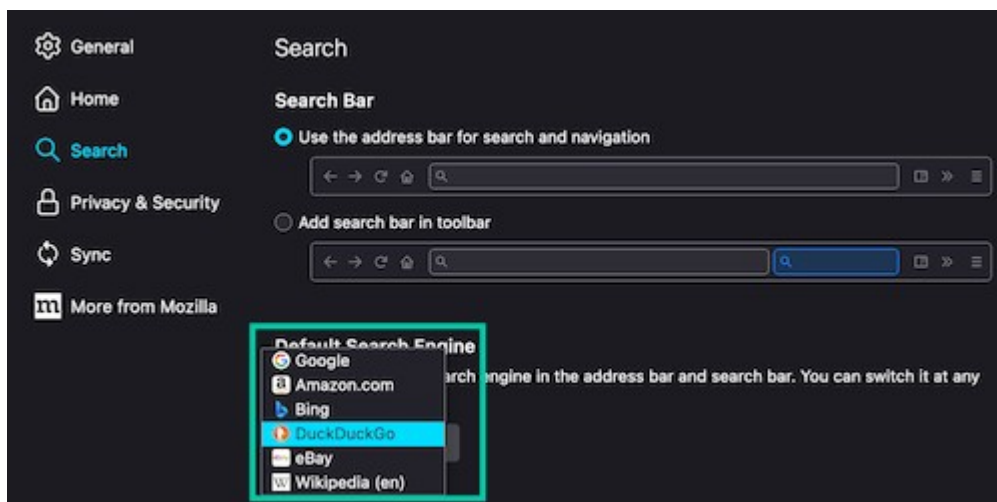 General
Home
Search
Privacy & Security
Sync
More from Mozilla
Search
Search Bar
Use the address bar for search and navigation
Add search bar in toolbar
Default Search Engine
engine in the address bar and search bar. You can switch it at any
Google
Amazon.com
Bing
DuckDuckGo
eBay
Wikipedia (en)